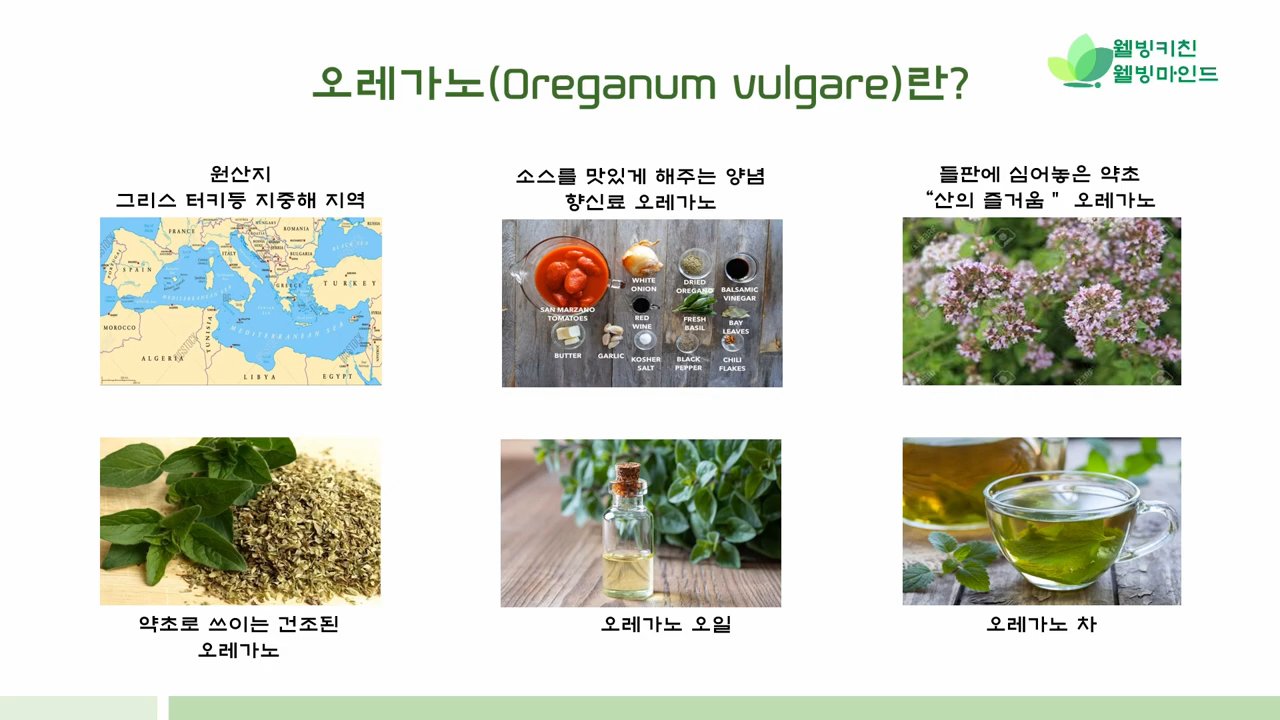 오레가노(Oreganum vulgare)란?
웰빙키친
웰빙마인드
원산지
그리스 터키등 지중해 지역
소스를 맛있게 해주는 양념
향신료 오레가노
들판에 심어놓은 약초
“산의 즐거움 " 오레가노
FRANCE
ROMANIA
BULGARIA
ITALY
SPAIN
GREECE
TURKEY
BLACK SEA
MEDITERRANEAN SEA
MOROCCO
ALGERIA
TUNISIA
LIBYA
EGYPT
SAN MARZANO
TOMATOES
WHITE
ONION
DRIED
OREGANO
BALSAMIC
VINEGAR
RED
WINE
FRESH
BASIL
BAY
LEAVES
BUTTER
GARLIC
KOSHER
SALT
BLACK
PEPPER
CHILI
FLAKES
약초로 쓰이는 건조된
오레가노
오레가노 오일
오레가노 차